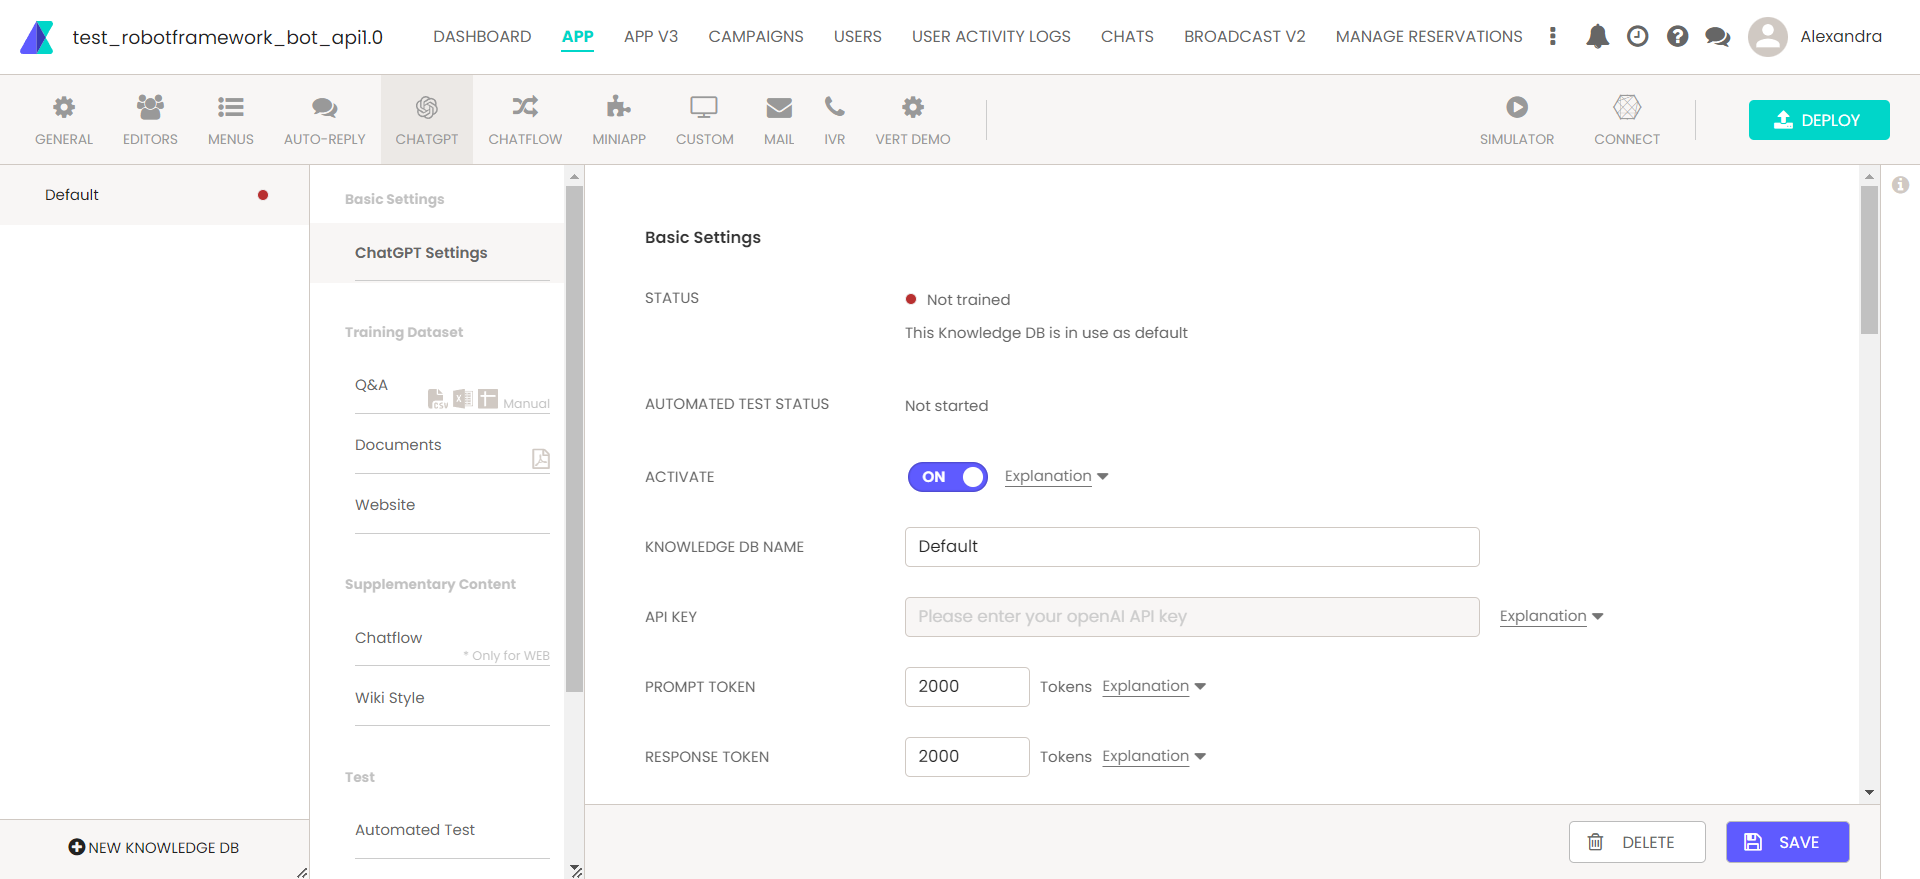 test_robotframework_bot_api1.0
DASHBOARD APP APP V3 CAMPAIGNS USERS USER ACTIVITY LOGS CHATS BROADCAST V2 MANAGE RESERVATIONS Alexandra
GENERAL EDITORS MENUS AUTO-REPLY CHATGPT CHATFLOW MINIAPP CUSTOM MAIL IVR VERT DEMO SIMULATOR CONNECT DEPLOY
Default
NEW KNOWLEDGE DB
Basic Settings
ChatGPT Settings
Training Dataset
Q&A
CSV X Manual
Documents
Website
Supplementary Content
Chatflow
* Only for WEB
Wiki Style
Test
Automated Test
Basic Settings
STATUS Not trained
This Knowledge DB is in use as default
AUTOMATED TEST STATUS Not started
ACTIVATE ON Explanation
KNOWLEDGE DB NAME Default
API KEY Please enter your openAI API key Explanation
PROMPT TOKEN 2000 Tokens Explanation
RESPONSE TOKEN 2000 Tokens Explanation
DELETE SAVE